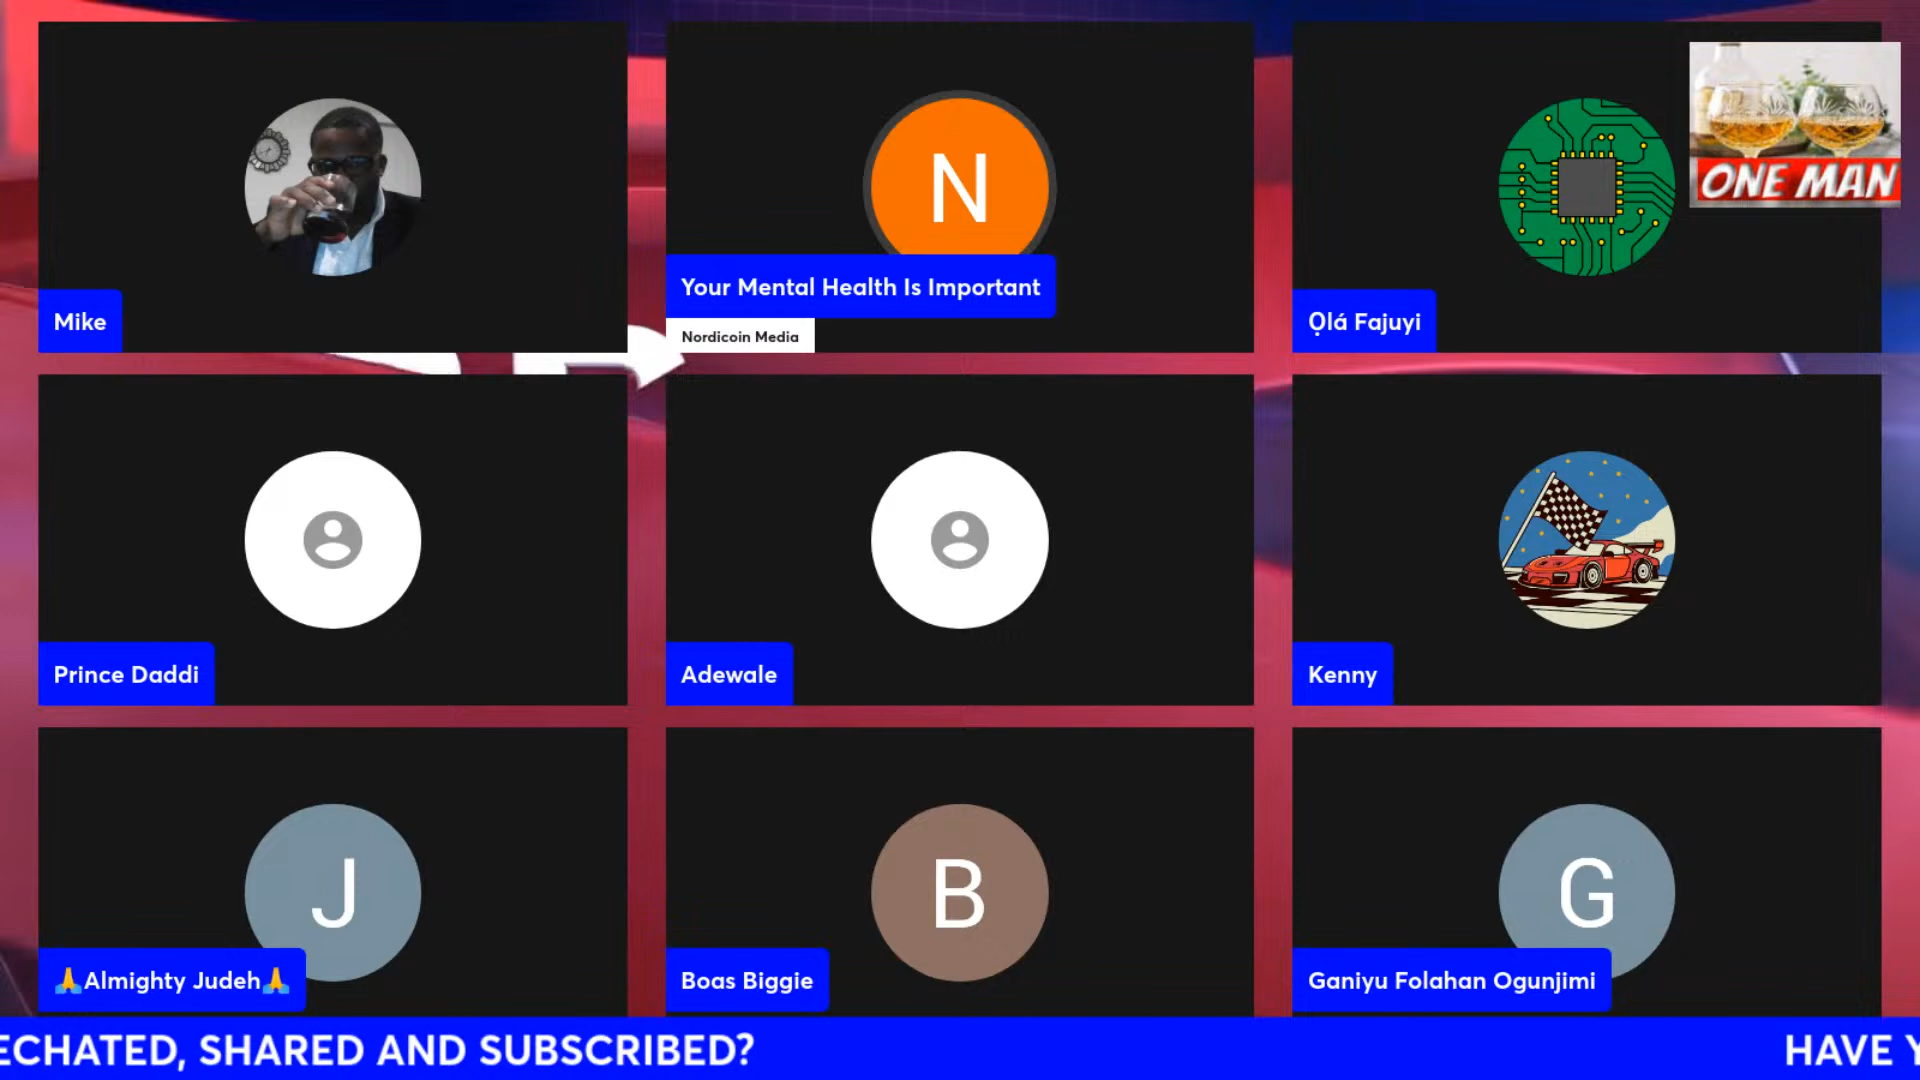 ONE MAN
Mike
N
Your Mental Health Is Important
Nordicoin Media
Ọlá Fajuyi
Prince Daddi
Adewale
Kenny
J
🙏Almighty Judeh🙏
B
Boas Biggie
G
Ganiyu Folahan Ogunjimi
ECHATED, SHARED AND SUBSCRIBED? HAVE Y